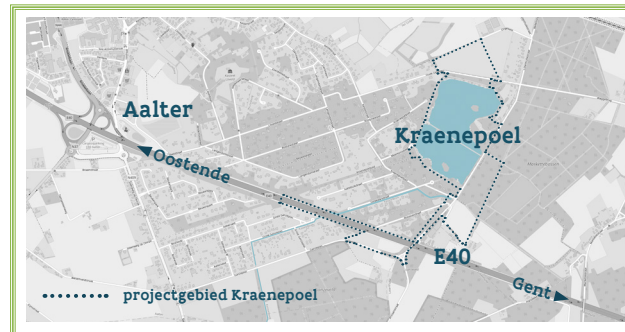 Aalter
Kraenepoel
Oostende
E40
Gent
projectgebied Kraenepoel